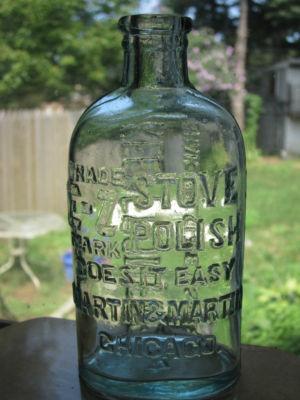 TRADE
E-Z STOVE
MARK POLISH
DOES IT EASY
MARTIN & MARTIN
CHICAGO